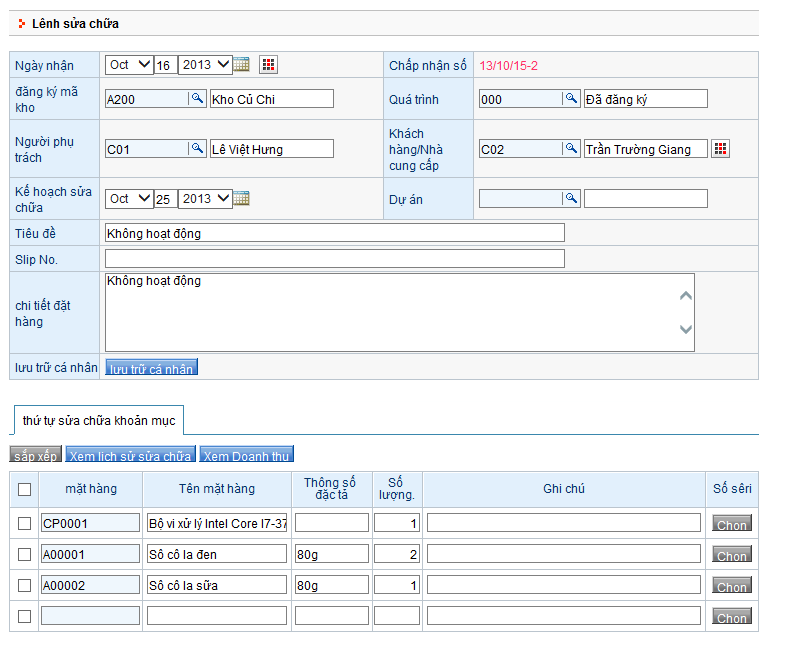 Lệnh sửa chữa
Ngày nhận Oct 16 2013 Chấp nhận số 13/10/15-2
đăng ký mã kho A200 Kho Củ Chi Quá trình 000 Đã đăng ký
Người phụ trách C01 Lê Việt Hưng Khách hàng/Nhà cung cấp C02 Trần Trường Giang
Kế hoạch sửa chữa Oct 25 2013 Dự án
Tiêu đề Không hoạt động
Slip No.
chi tiết đặt hàng Không hoạt động
lưu trữ cá nhân lưu trữ cá nhân
thứ tự sửa chữa khoản mục
sắp xếp Xem lịch sử sửa chữa Xem Doanh thu
mặt hàng Tên mặt hàng Thông số đặc tả Số lượng. Ghi chú Số sêri
CP0001 Bộ vi xử lý Intel Core I7-37 1 Chọn
A00001 Sô cô la đen 80g 2 Chọn
A00002 Sô cô la sữa 80g 1 Chọn
Chọn